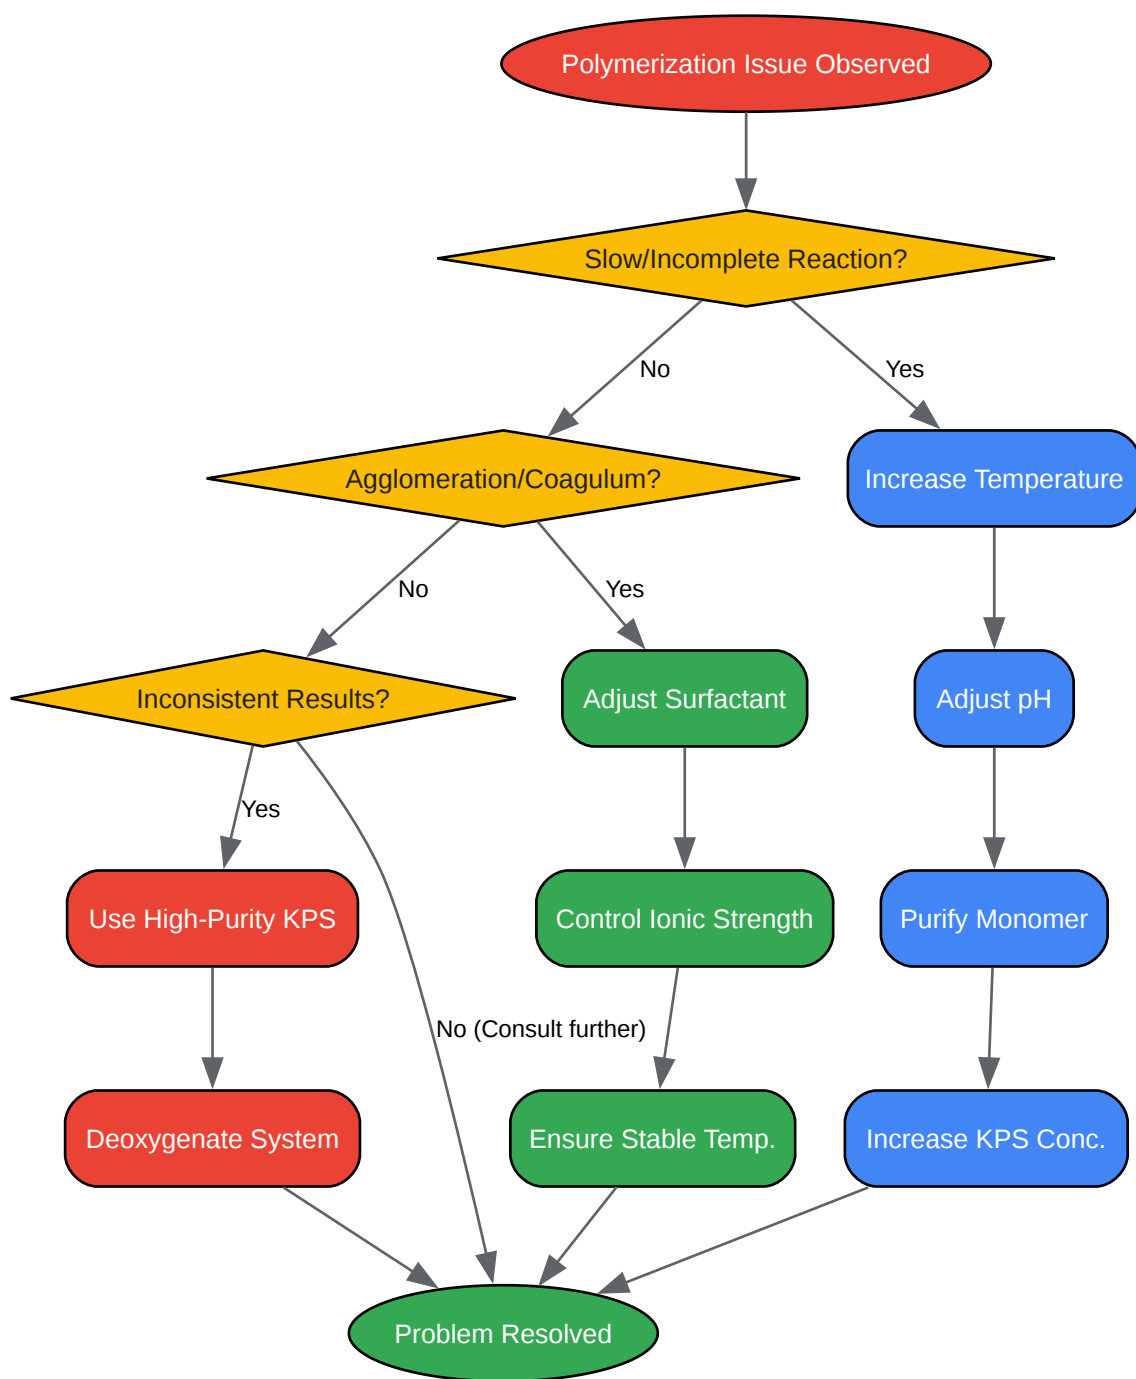 Polymerization Issue Observed
Slow/Incomplete Reaction?
No
Yes
Agglomeration/Coagulum?
Increase Temperature
No
Yes
Inconsistent Results?
Adjust Surfactant
Adjust pH
Yes
Use High-Purity KPS
Control Ionic Strength
Purify Monomer
No (Consult further)
Deoxygenate System
Ensure Stable Temp.
Increase KPS Conc.
Problem Resolved